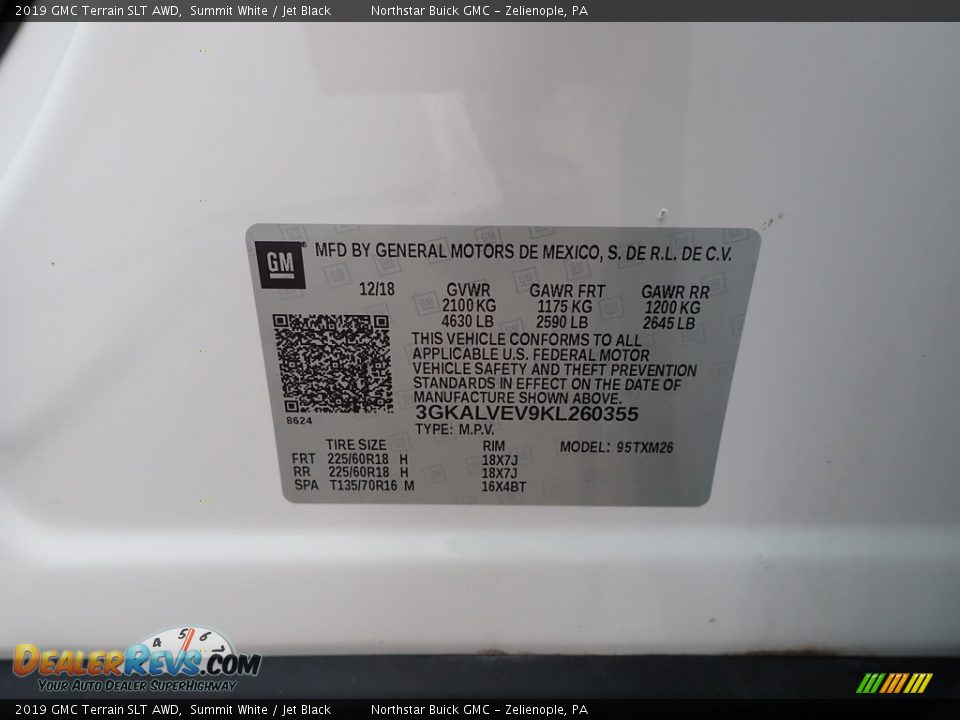 2019 GMC Terrain SLT AWD, Summit White / Jet Black Northstar Buick GMC - Zelienople, PA
GM MFD BY GENERAL MOTORS DE MEXICO, S. DE R.L. DE C.V.
12/18 GVWR GAWR FRT GAWR RR
2100 KG 1175 KG 1200 KG
4630 LB 2590 LB 2645 LB
THIS VEHICLE CONFORMS TO ALL
APPLICABLE U.S. FEDERAL MOTOR
VEHICLE SAFETY AND THEFT PREVENTION
STANDARDS IN EFFECT ON THE DATE OF
MANUFACTURE SHOWN ABOVE.
3GKALVEV9KL260355
8624
TYPE: M.P.V.
TIRE SIZE RIM MODEL: 95TXM26
FRT 225/60R18 H 18X7J
RR 225/60R18 H 18X7J
SPA T135/70R16 M 16X4BT
4 5 6
DEALERREVS.COM
YOUR AUTO DEALER SUPERHIGHWAY
2019 GMC Terrain SLT AWD, Summit White / Jet Black Northstar Buick GMC - Zelienople, PA